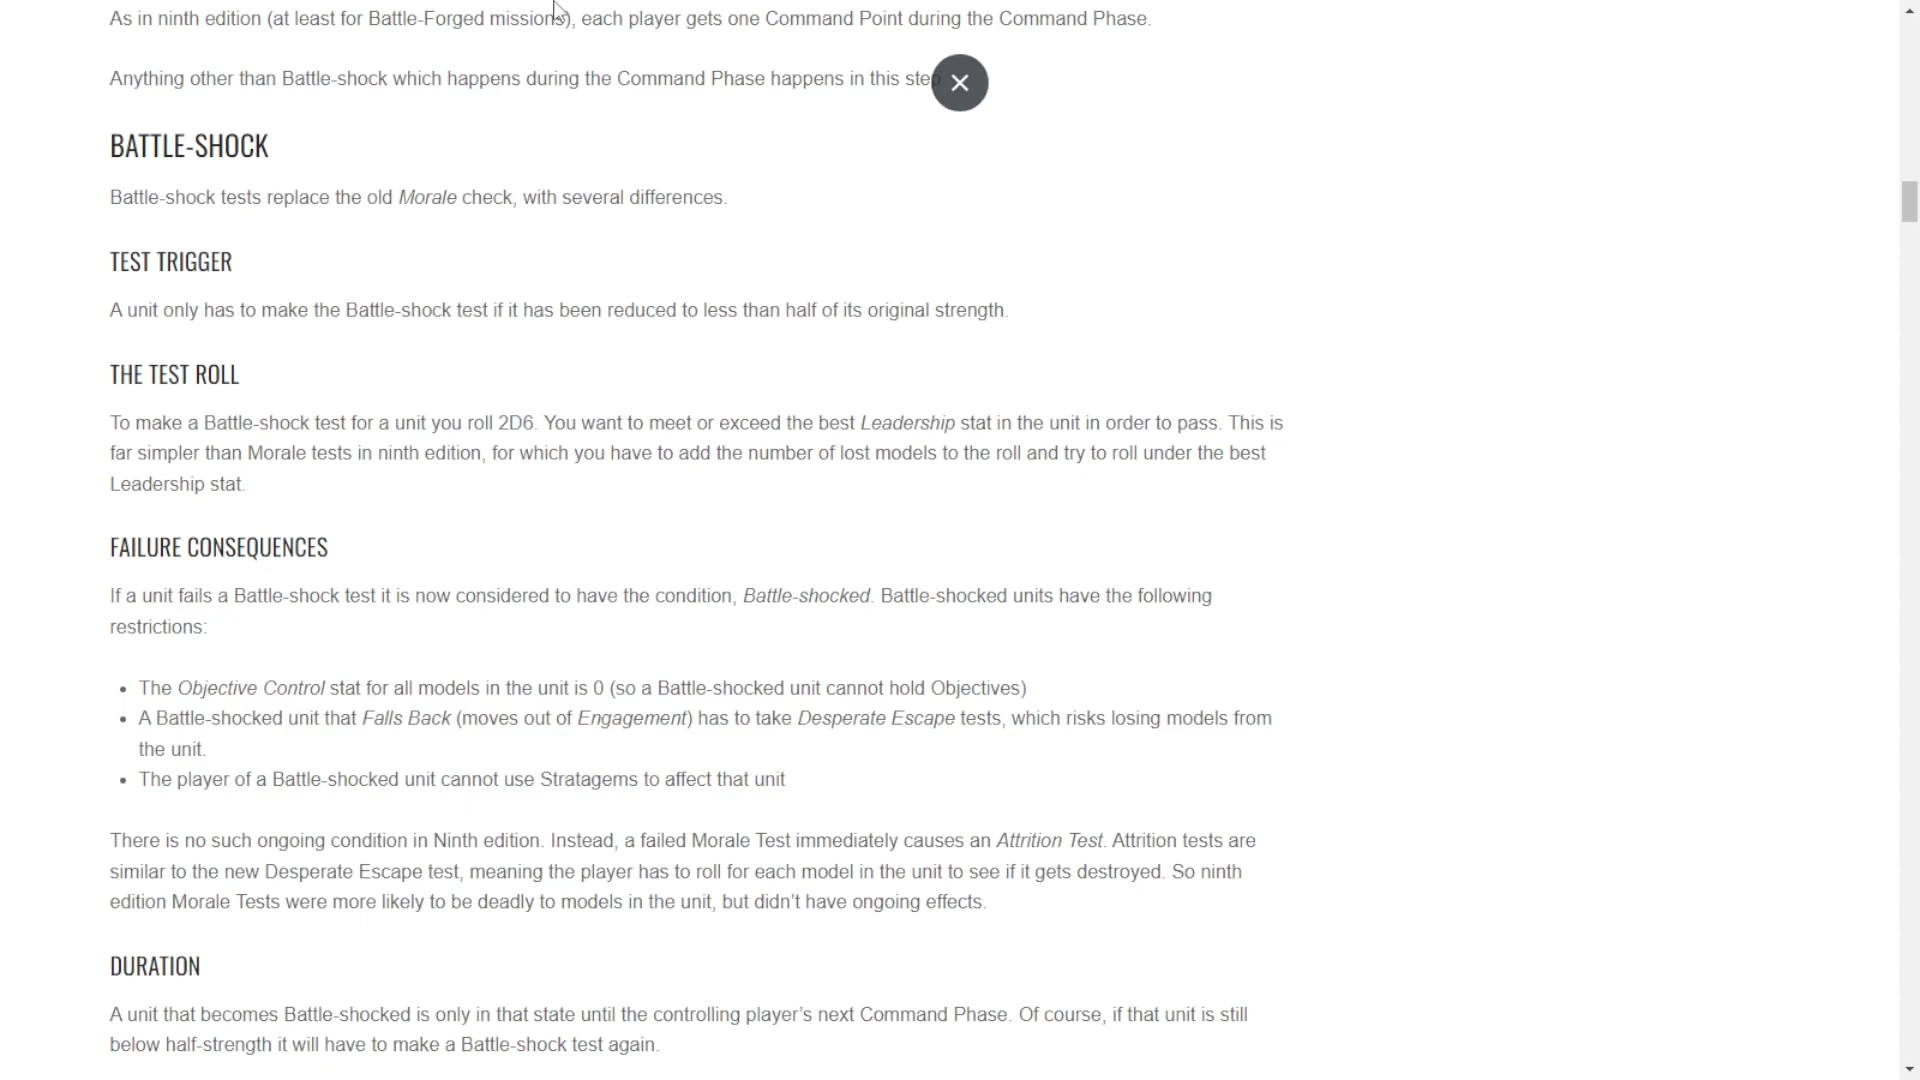 As in ninth edition (at least for Battle-Forged missions), each player gets one Command Point during the Command Phase.
Anything other than Battle-shock which happens during the Command Phase happens in this step
BATTLE-SHOCK
Battle-shock tests replace the old Morale check, with several differences.
TEST TRIGGER
A unit only has to make the Battle-shock test if it has been reduced to less than half of its original strength.
THE TEST ROLL
To make a Battle-shock test for a unit you roll 2D6. You want to meet or exceed the best Leadership stat in the unit in order to pass. This is
far simpler than Morale tests in ninth edition, for which you have to add the number of lost models to the roll and try to roll under the best
Leadership stat.
FAILURE CONSEQUENCES
If a unit fails a Battle-shock test it is now considered to have the condition, Battle-shocked. Battle-shocked units have the following
restrictions:
• The Objective Control stat for all models in the unit is 0 (so a Battle-shocked unit cannot hold Objectives)
• A Battle-shocked unit that Falls Back (moves out of Engagement) has to take Desperate Escape tests, which risks losing models from
the unit.
• The player of a Battle-shocked unit cannot use Stratagems to affect that unit
There is no such ongoing condition in Ninth edition. Instead, a failed Morale Test immediately causes an Attrition Test. Attrition tests are
similar to the new Desperate Escape test, meaning the player has to roll for each model in the unit to see if it gets destroyed. So ninth
edition Morale Tests were more likely to be deadly to models in the unit, but didn't have ongoing effects.
DURATION
A unit that becomes Battle-shocked is only in that state until the controlling player's next Command Phase. Of course, if that unit is still
below half-strength it will have to make a Battle-shock test again.